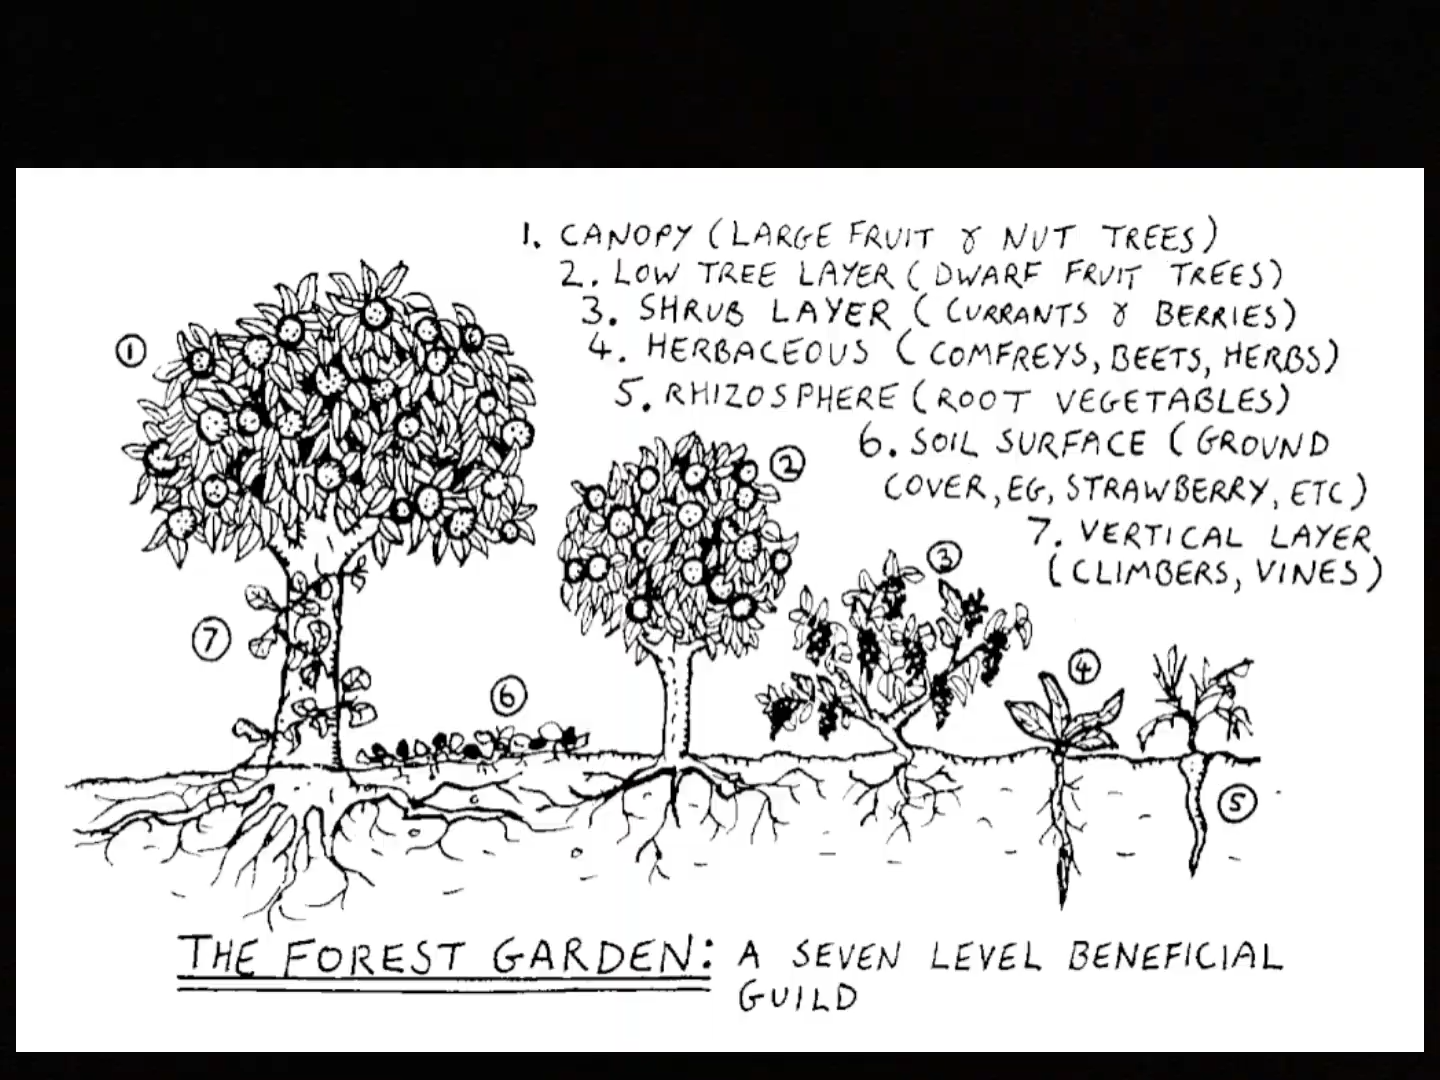 1. CANOPY (LARGE FRUIT & NUT TREES)
2. LOW TREE LAYER (DWARF FRUIT TREES)
3. SHRUB LAYER (CURRANTS & BERRIES)
4. HERBACEOUS (COMFREYS, BEETS, HERBS)
5. RHIZOSPHERE (ROOT VEGETABLES)
6. SOIL SURFACE (GROUND
COVER, EG, STRAWBERRY, ETC)
7. VERTICAL LAYER
(CLIMBERS, VINES)
1
2
3
7
4
6
5
THE FOREST GARDEN: A SEVEN LEVEL BENEFICIAL
GUILD